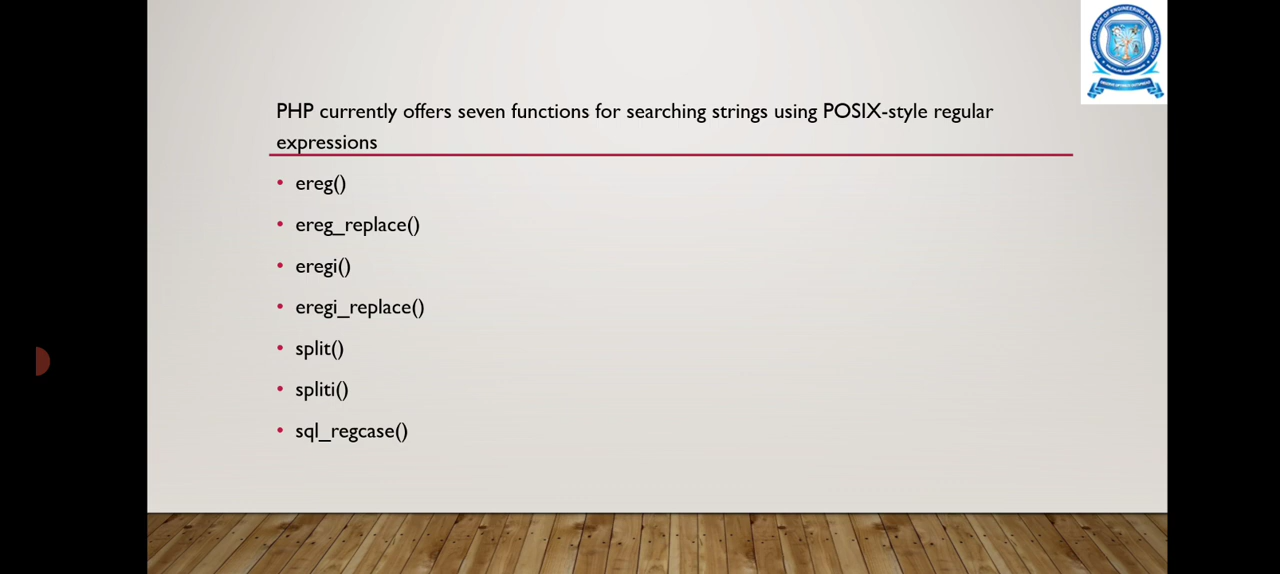 PHP currently offers seven functions for searching strings using POSIX-style regular
expressions
• ereg()
• ereg_replace()
• eregi()
• eregi_replace()
• split()
• spliti()
• sql_regcase()